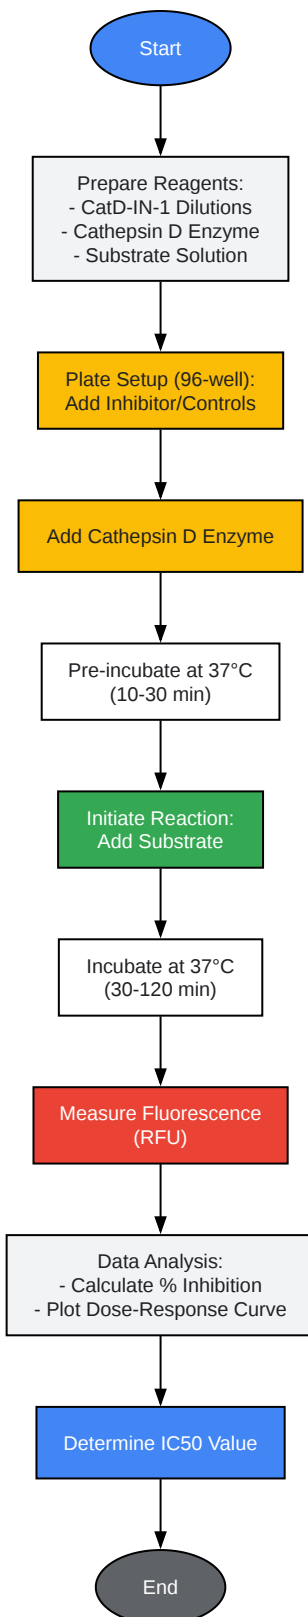 Start
Prepare Reagents:
- CatD-IN-1 Dilutions
- Cathepsin D Enzyme
- Substrate Solution
Plate Setup (96-well):
Add Inhibitor/Controls
Add Cathepsin D Enzyme
Pre-incubate at 37°C
(10-30 min)
Initiate Reaction:
Add Substrate
Incubate at 37°C
(30-120 min)
Measure Fluorescence
(RFU)
Data Analysis:
- Calculate % Inhibition
- Plot Dose-Response Curve
Determine IC50 Value
End